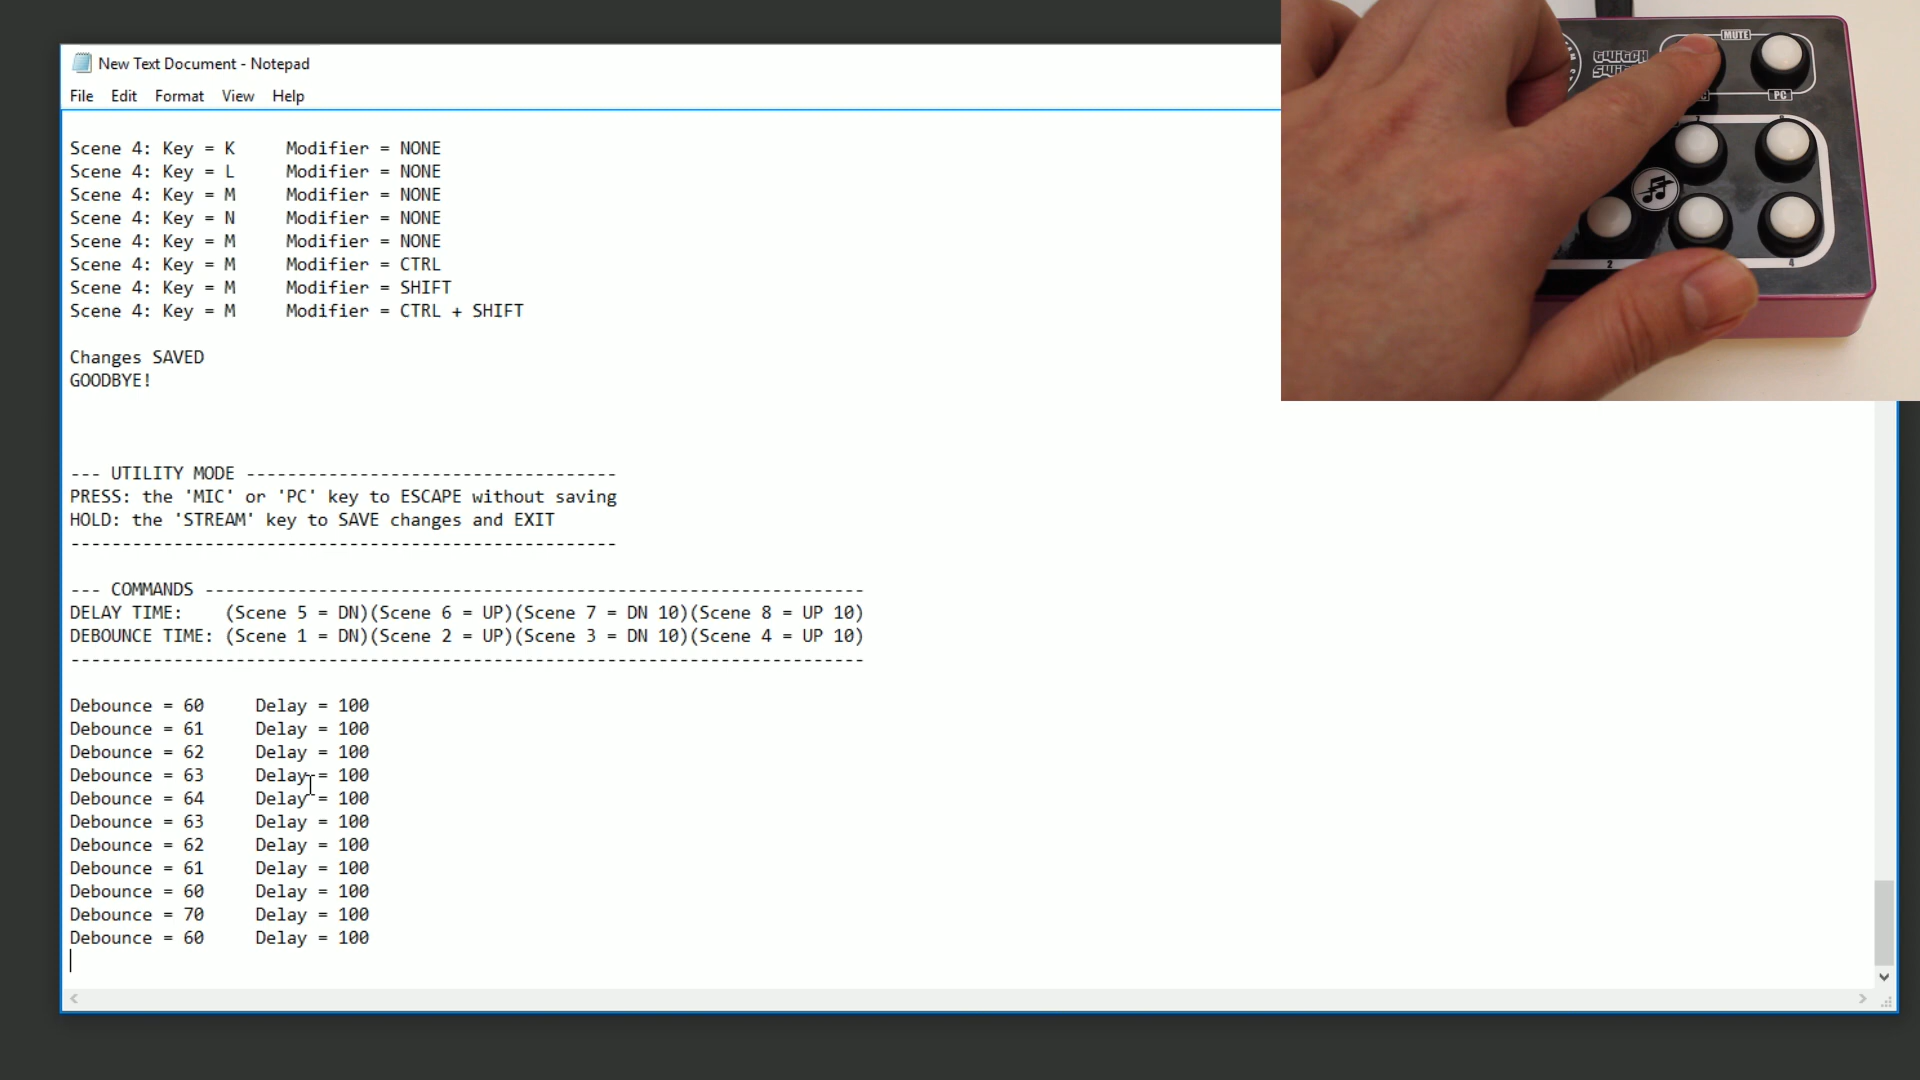 New Text Document - Notepad
File Edit Format View Help
Scene 4: Key = K Modifier = NONE
Scene 4: Key = L Modifier = NONE
Scene 4: Key = M Modifier = NONE
Scene 4: Key = N Modifier = NONE
Scene 4: Key = M Modifier = NONE
Scene 4: Key = M Modifier = CTRL
Scene 4: Key = M Modifier = SHIFT
Scene 4: Key = M Modifier = CTRL + SHIFT
Changes SAVED
GOODBYE!
--- UTILITY MODE ------------------------------------
PRESS: the 'MIC' or 'PC' key to ESCAPE without saving
HOLD: the 'STREAM' key to SAVE changes and EXIT
-----------------------------------------------------
--- COMMANDS ----------------------------------------------------------------
DELAY TIME: (Scene 5 = DN)(Scene 6 = UP)(Scene 7 = DN 10)(Scene 8 = UP 10)
DEBOUNCE TIME: (Scene 1 = DN)(Scene 2 = UP)(Scene 3 = DN 10)(Scene 4 = UP 10)
-----------------------------------------------------------------------------
Debounce = 60 Delay = 100
Debounce = 61 Delay = 100
Debounce = 62 Delay = 100
Debounce = 63 Delay = 100
Debounce = 64 Delay = 100
Debounce = 63 Delay = 100
Debounce = 62 Delay = 100
Debounce = 61 Delay = 100
Debounce = 60 Delay = 100
Debounce = 70 Delay = 100
Debounce = 60 Delay = 100
MUTE
TWITCH
PC
2
4